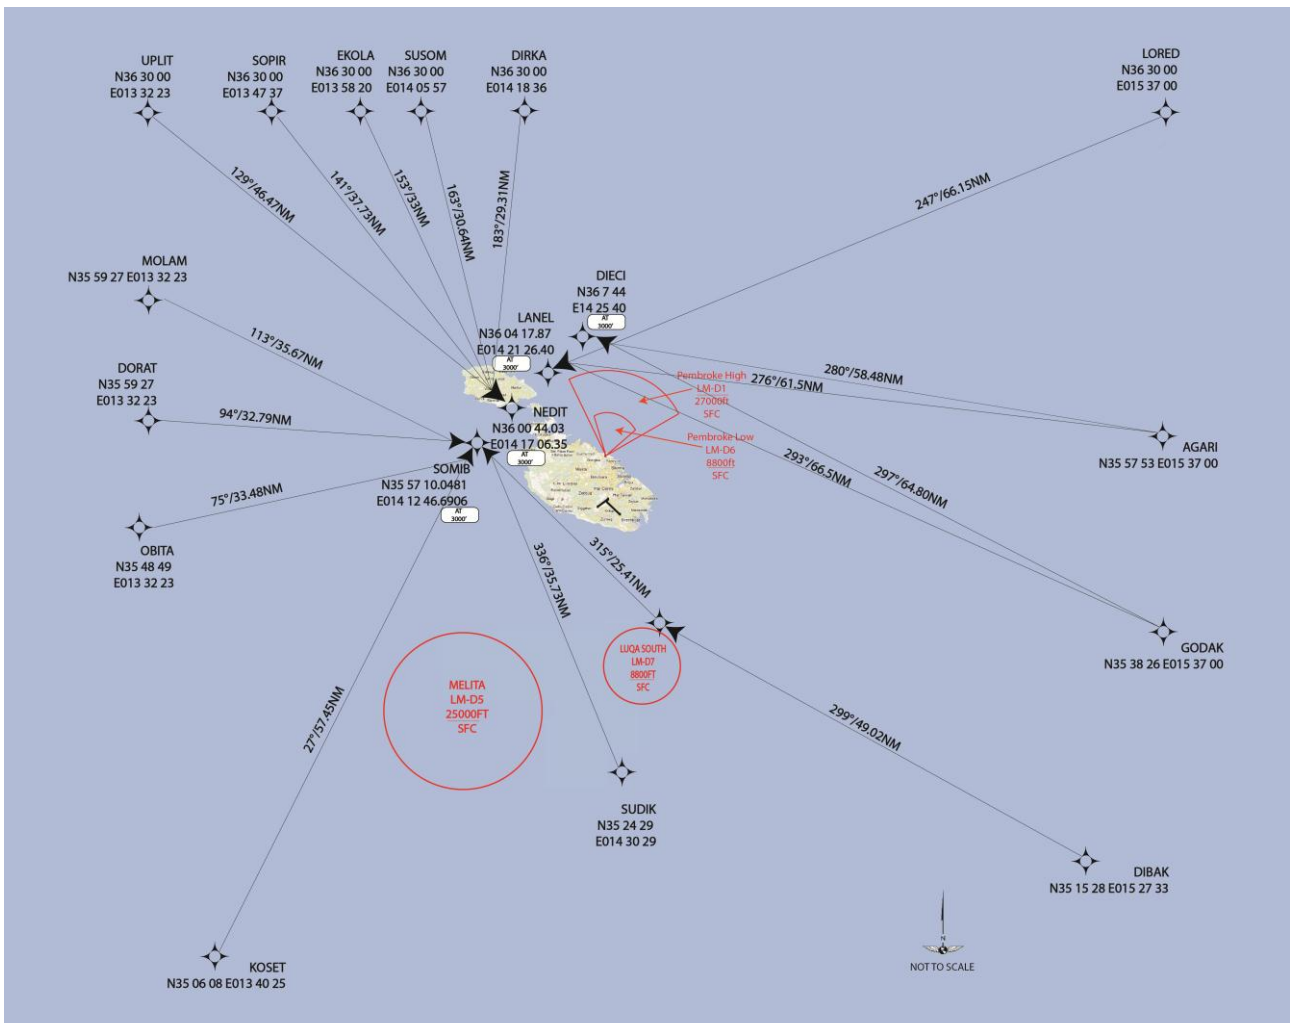 UPLIT
N36 30 00
E013 32 23
SOPIR
N36 30 00
E013 47 37
EKOLA
N36 30 00
E013 58 20
SUSOM
N36 30 00
E014 05 57
DIRKA
N36 30 00
E014 18 36
LORED
N36 30 00
E015 37 00
129°/46.47NM
141°/37.73NM
153°/33NM
163°/30.64NM
183°/29.31NM
247°/66.15NM
MOLAM
N35 59 27 E013 32 23
113°/35.67NM
DIECI
N36 7 44
E14 25 40
AT
3000'
LANEL
N36 04 17.87
E014 21 26.40
AT
3000'
280°/58.48NM
276°/61.5NM
Pembroke High
LM-D1
27000ft
SFC
Pembroke Low
LM-D6
8800ft
SFC
DORAT
N35 59 27
E013 32 23
94°/32.79NM
NEDIT
N36 00 44.03
E014 17 06.35
AT
3000'
AGARI
N35 57 53 E015 37 00
293°/66.5NM
297°/64.80NM
SOMIB
N35 57 10.0481
E014 12 46.6906
AT
3000'
75°/33.48NM
OBITA
N35 48 49
E013 32 23
336°/35.73NM
315°/25.41NM
GODAK
N35 38 26 E015 37 00
LUQA SOUTH
LM-D7
8800FT
SFC
MELITA
LM-D5
25000FT
SFC
27°/57.45NM
299°/49.02NM
SUDIK
N35 24 29
E014 30 29
DIBAK
N35 15 28 E015 27 33
KOSET
N35 06 08 E013 40 25
N
NOT TO SCALE